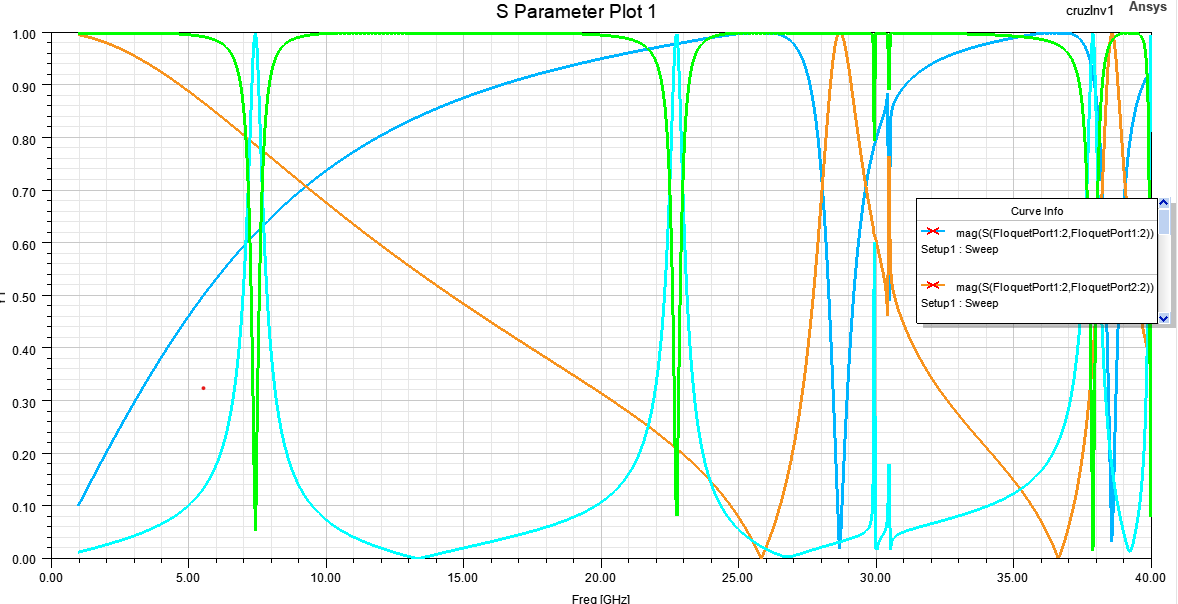 S Parameter Plot 1
cruzInv1
Ansys
1.00
0.90
0.80
0.70
0.60
0.50
0.40
0.30
0.20
0.10
0.00
0.00 5.00 10.00 15.00 20.00 25.00 30.00 35.00 40.00
Freq [GHz]
Curve Info
mag(S(FloquetPort1:2,FloquetPort1:2))
Setup1 : Sweep
mag(S(FloquetPort1:2,FloquetPort2:2))
Setup1 : Sweep